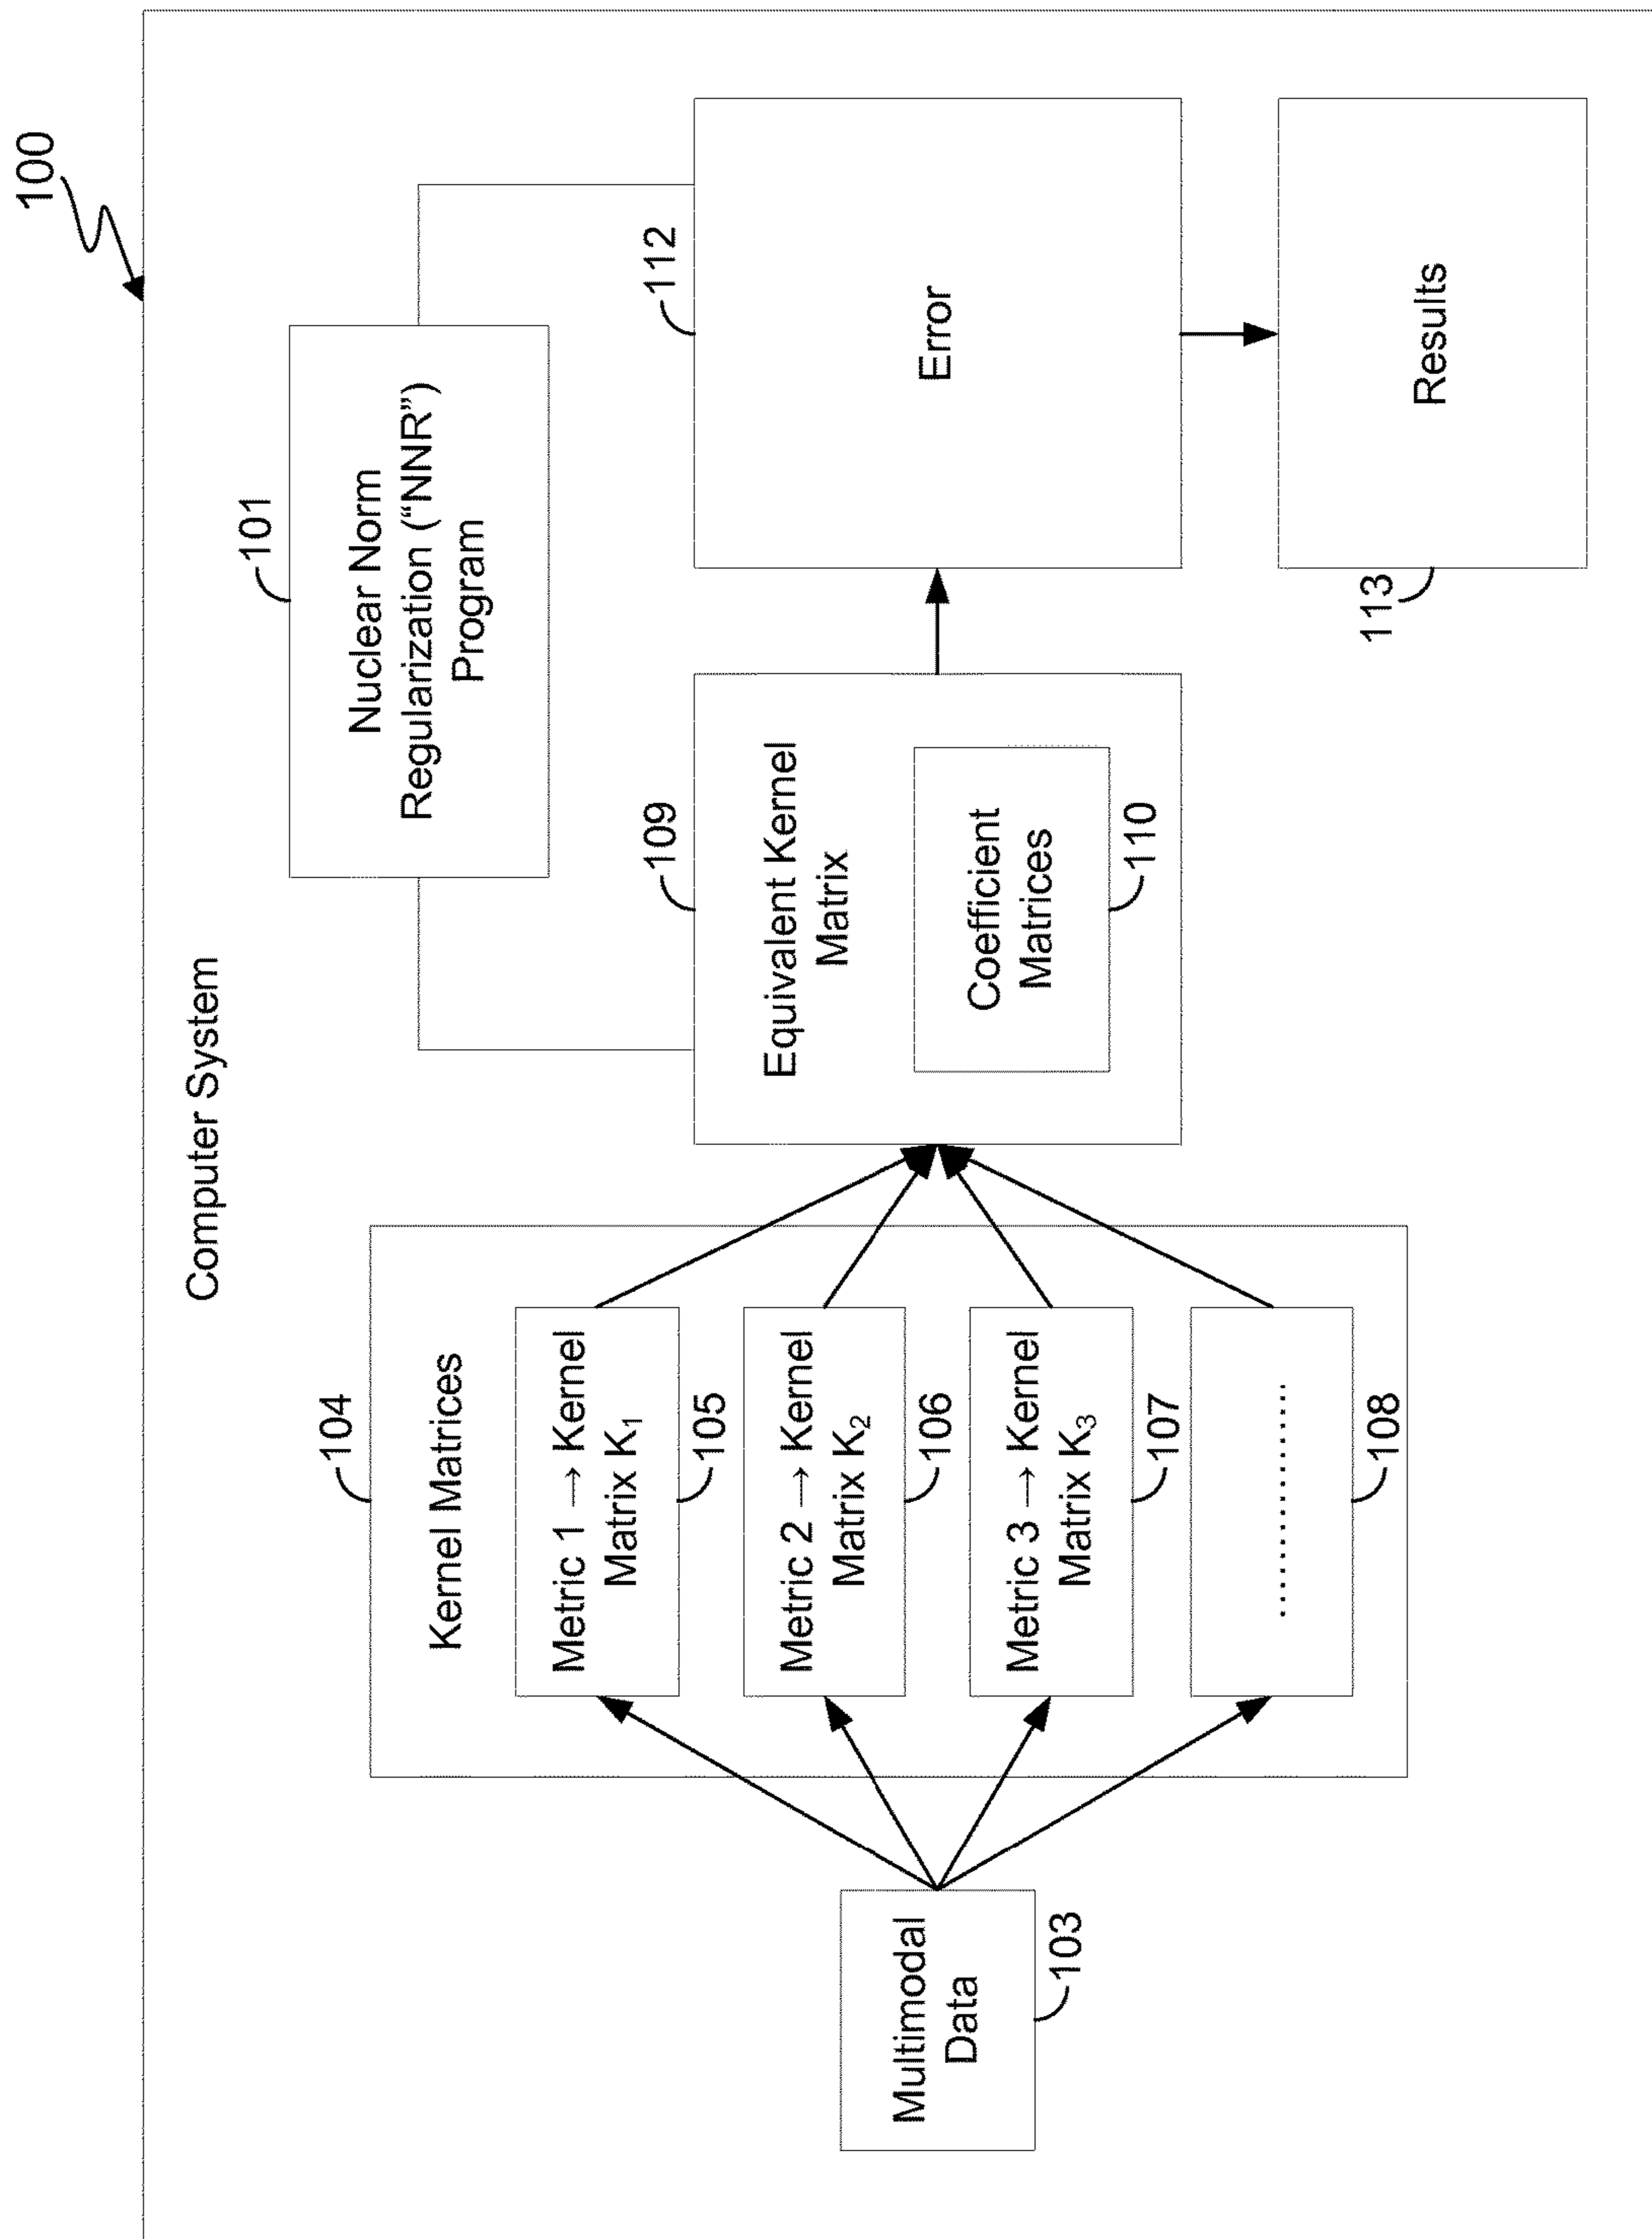 100
Computer System
101
Nuclear Norm
Regularization (“NNR”)
Program
104
Kernel Matrices
Metric 1 → Kernel
Matrix K₁
105
Metric 2 → Kernel
Matrix K₂
106
Metric 3 → Kernel
Matrix K₃
107
..................
108
Multimodal
Data
103
109
Equivalent Kernel
Matrix
Coefficient
Matrices
110
112
Error
113
Results